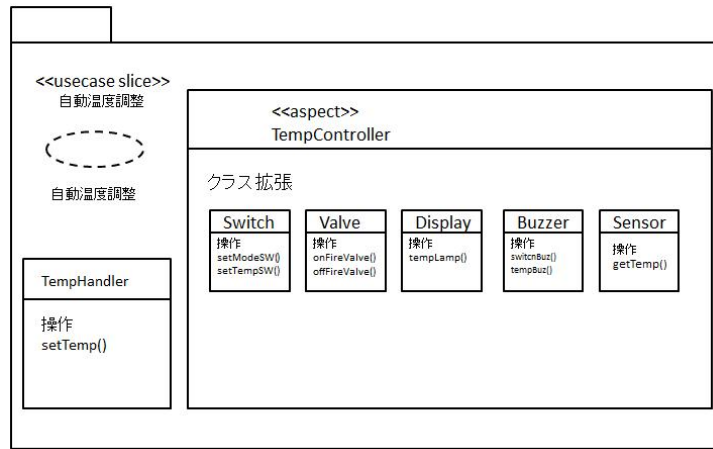 <<usecase slice>>
自動温度調整
自動温度調整
TempHandler
操作
setTemp()
<<aspect>>
TempController
クラス拡張
Switch
操作
setModeSW()
setTempSW()
Valve
操作
onFireValve()
offFireValve()
Display
操作
tempLamp()
Buzzer
操作
switcnBuz()
tempBuz()
Sensor
操作
getTemp()